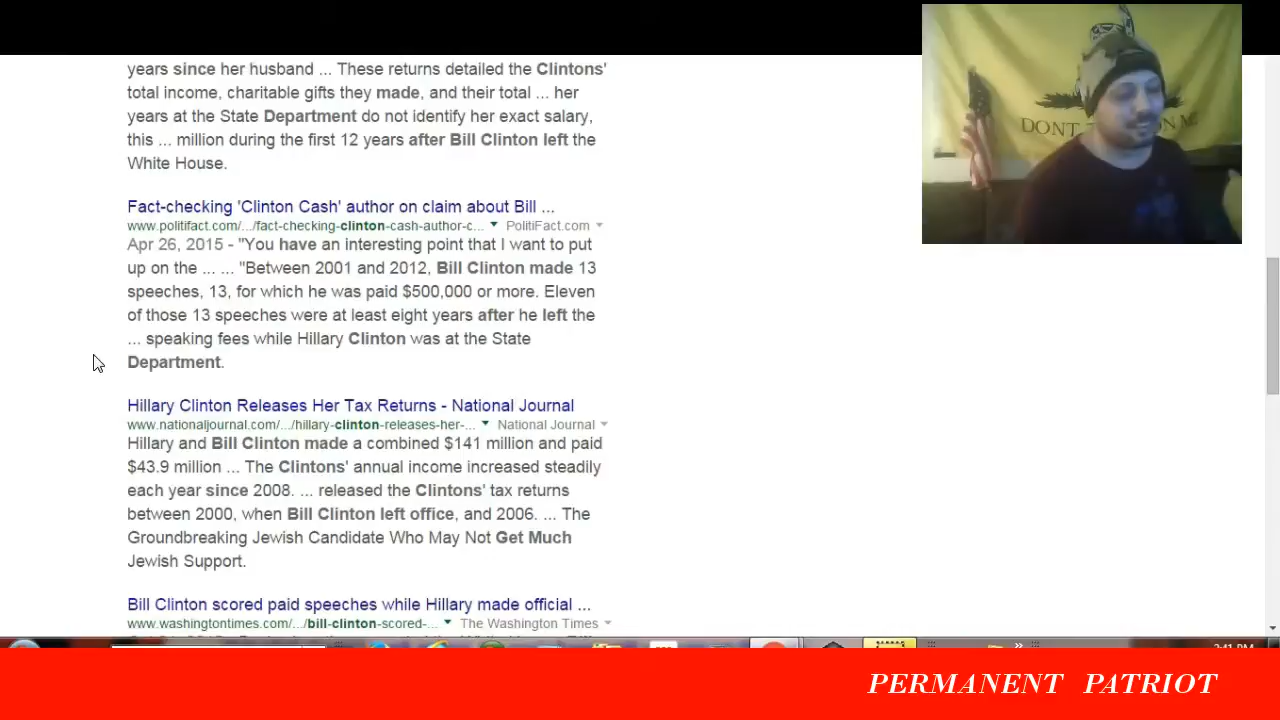 years since her husband ... These returns detailed the Clintons'
total income, charitable gifts they made, and their total ... her
years at the State Department do not identify her exact salary,
this ... million during the first 12 years after Bill Clinton left the
White House.
Fact-checking 'Clinton Cash' author on claim about Bill ...
www.politifact.com/.../fact-checking-clinton-cash-author-c... PolitiFact.com
Apr 26, 2015 - "You have an interesting point that I want to put
up on the ... ... "Between 2001 and 2012, Bill Clinton made 13
speeches, 13, for which he was paid $500,000 or more. Eleven
of those 13 speeches were at least eight years after he left the
... speaking fees while Hillary Clinton was at the State
Department.
Hillary Clinton Releases Her Tax Returns - National Journal
www.nationaljournal.com/.../hillary-clinton-releases-her-... National Journal
Hillary and Bill Clinton made a combined $141 million and paid
$43.9 million ... The Clintons' annual income increased steadily
each year since 2008. ... released the Clintons' tax returns
between 2000, when Bill Clinton left office, and 2006. ... The
Groundbreaking Jewish Candidate Who May Not Get Much
Jewish Support.
Bill Clinton scored paid speeches while Hillary made official ...
www.washingtontimes.com/.../bill-clinton-scored-... The Washington Times
DONT ON ME
PERMANENT PATRIOT